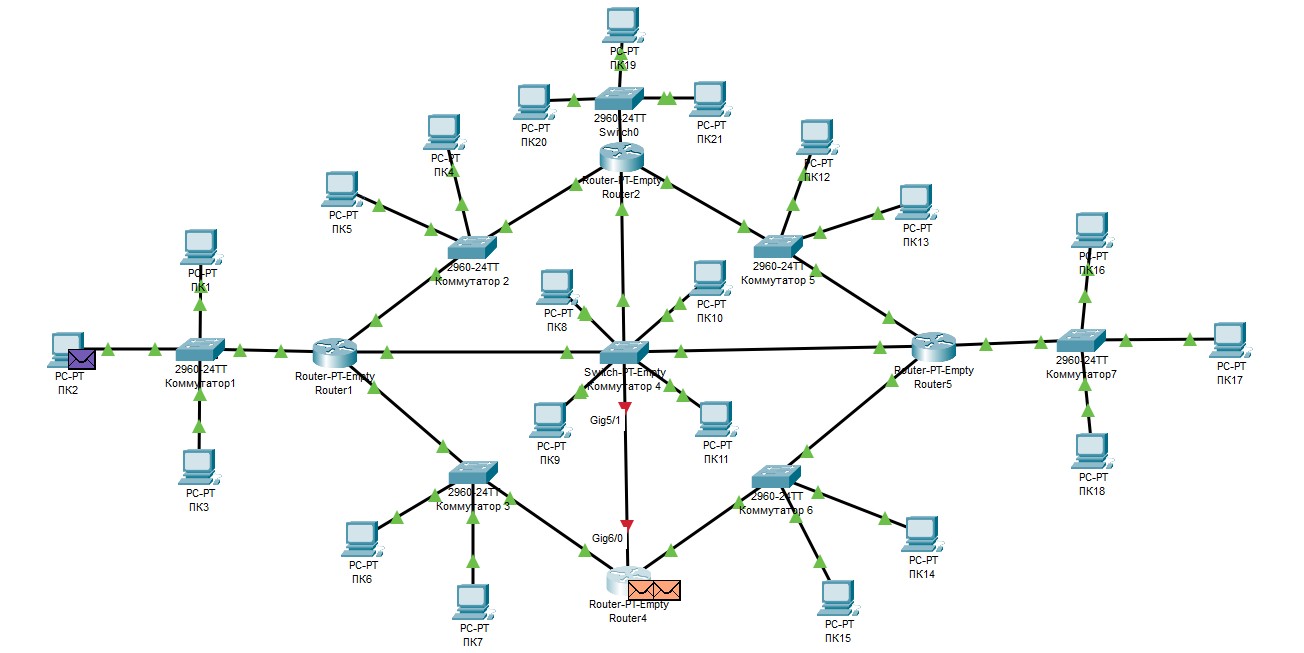 PC-PT
ПК19
PC-PT
ПК20
2960-24TT
Switch0
PC-PT
ПК21
PC-PT
ПК4
Router-PT-Empty
Router2
PC-PT
ПК12
PC-PT
ПК5
PC-PT
ПК13
PC-PT
ПК1
2960-24TT
Коммутатор 2
2960-24TT
Коммутатор 5
PC-PT
ПК16
PC-PT
ПК8
PC-PT
ПК10
PC-PT
ПК2
2960-24TT
Коммутатор1
Router-PT-Empty
Router1
Switch-PT-Empty
Коммутатор 4
Router-PT-Empty
Router5
2960-24TT
Коммутатор7
PC-PT
ПК17
Gig5/1
PC-PT
ПК9
PC-PT
ПК11
PC-PT
ПК3
2960-24TT
Коммутатор 3
2960-24TT
Коммутатор 6
PC-PT
ПК18
Gig6/0
PC-PT
ПК6
PC-PT
ПК14
Router-PT-Empty
Router4
PC-PT
ПК7
PC-PT
ПК15